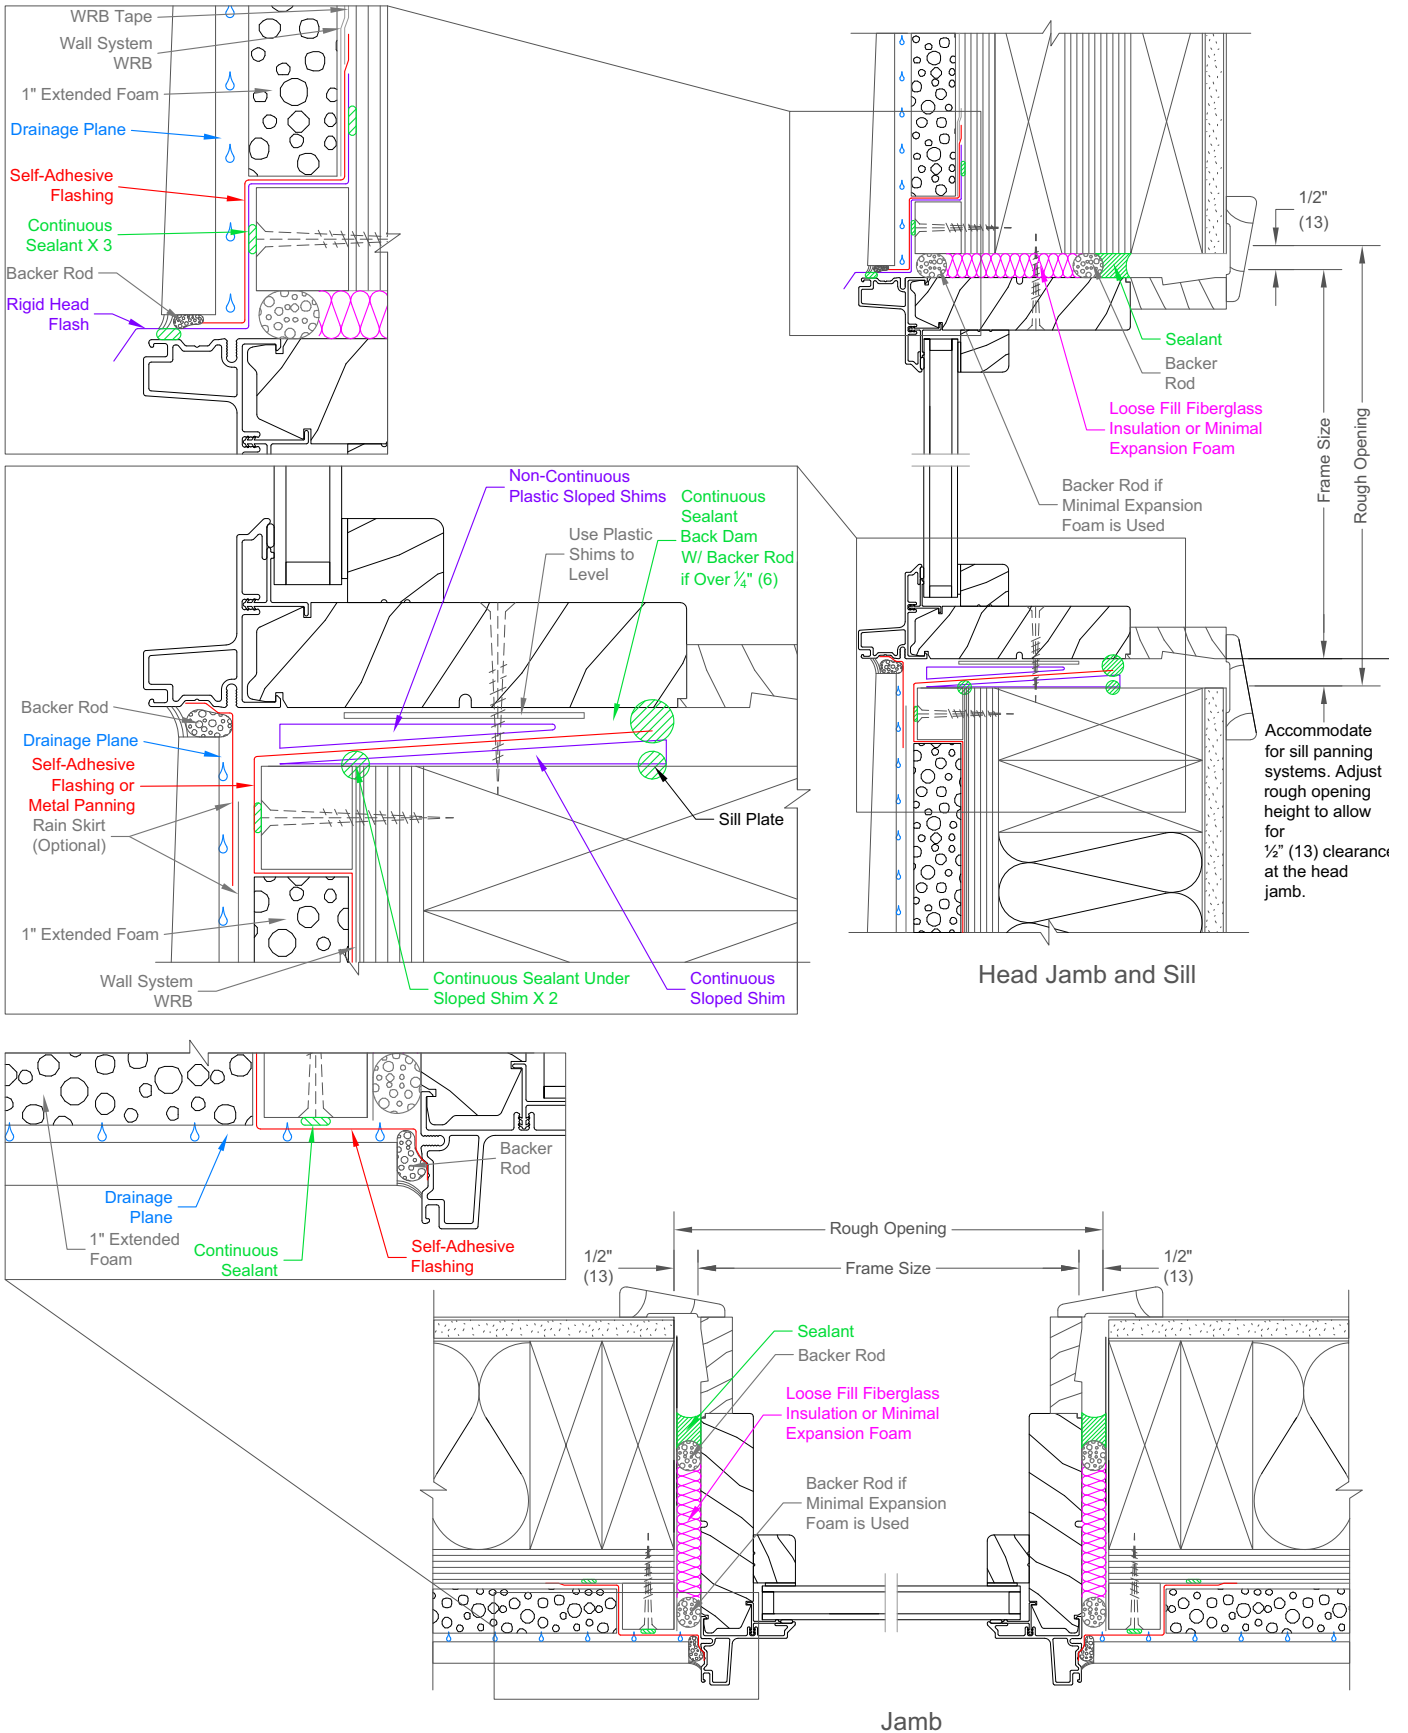 WRB Tape
Wall System
WRB
1" Extended Foam
Drainage Plane
Self-Adhesive
Flashing
Continuous
Sealant X 3
Backer Rod
Rigid Head
Flash
1/2"
(13)
Sealant
Backer
Rod
Loose Fill Fiberglass
Insulation or Minimal
Expansion Foam
Backer Rod if
Minimal Expansion
Foam is Used
Frame Size
Rough Opening
Accommodate
for sill panning
systems. Adjust
rough opening
height to allow
for
½" (13) clearance
at the head
jamb.
Head Jamb and Sill
Non-Continuous
Plastic Sloped Shims
Use Plastic
Shims to
Level
Continuous
Sealant
Back Dam
W/ Backer Rod
if Over ¼" (6)
Backer Rod
Drainage Plane
Self-Adhesive
Flashing or
Metal Panning
Rain Skirt
(Optional)
1" Extended Foam
Wall System
WRB
Sill Plate
Continuous Sealant Under
Sloped Shim X 2
Continuous
Sloped Shim
Backer
Rod
Drainage
Plane
1" Extended
Foam
Continuous
Sealant
Self-Adhesive
Flashing
Rough Opening
1/2"
(13)
Frame Size
1/2"
(13)
Sealant
Backer Rod
Loose Fill Fiberglass
Insulation or Minimal
Expansion Foam
Backer Rod if
Minimal Expansion
Foam is Used
Jamb